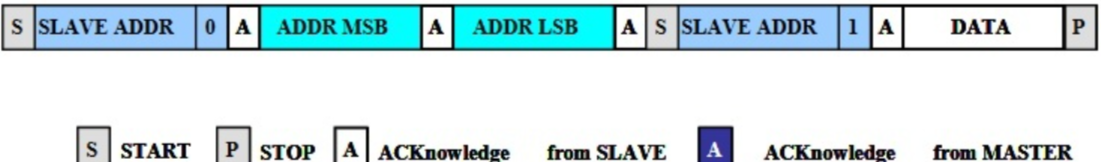 S SLAVE ADDR 0 A ADDR MSB A ADDR LSB A S SLAVE ADDR 1 A DATA P
S START P STOP A ACKnowledge from SLAVE A ACKnowledge from MASTER